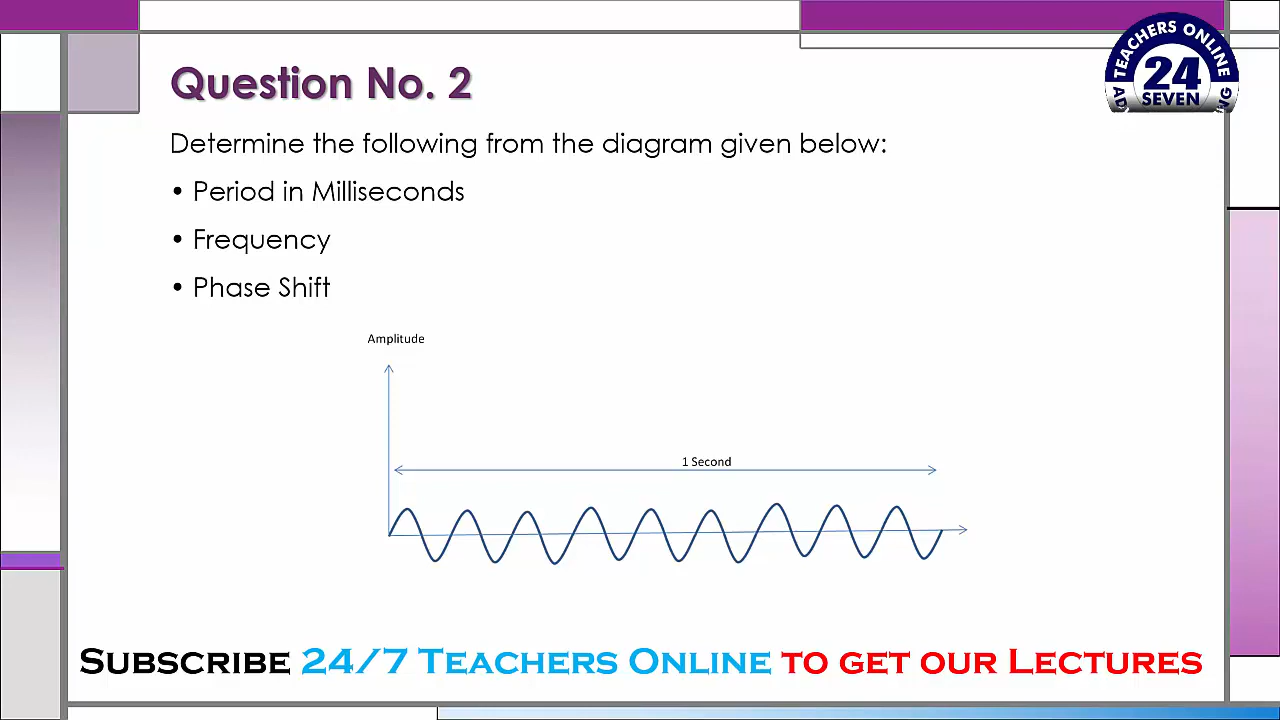 TEACHERS ONLINE
24
SEVEN
Question No. 2
Determine the following from the diagram given below:
• Period in Milliseconds
• Frequency
• Phase Shift
Amplitude
1 Second
SUBSCRIBE 24/7 TEACHERS ONLINE TO GET OUR LECTURES